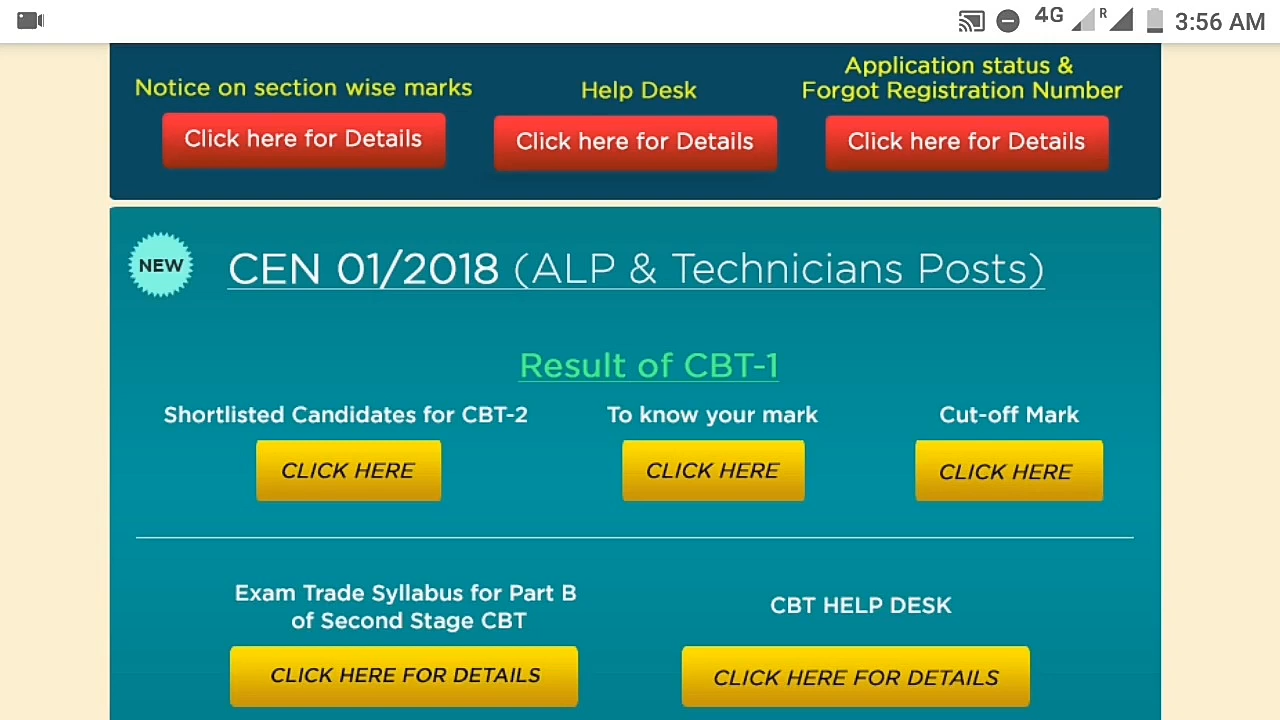 4G R 3:56 AM
Notice on section wise marks
Click here for Details
Help Desk
Click here for Details
Application status &
Forgot Registration Number
Click here for Details
NEW
CEN 01/2018 (ALP & Technicians Posts)
Result of CBT-1
Shortlisted Candidates for CBT-2
CLICK HERE
To know your mark
CLICK HERE
Cut-off Mark
CLICK HERE
Exam Trade Syllabus for Part B
of Second Stage CBT
CLICK HERE FOR DETAILS
CBT HELP DESK
CLICK HERE FOR DETAILS